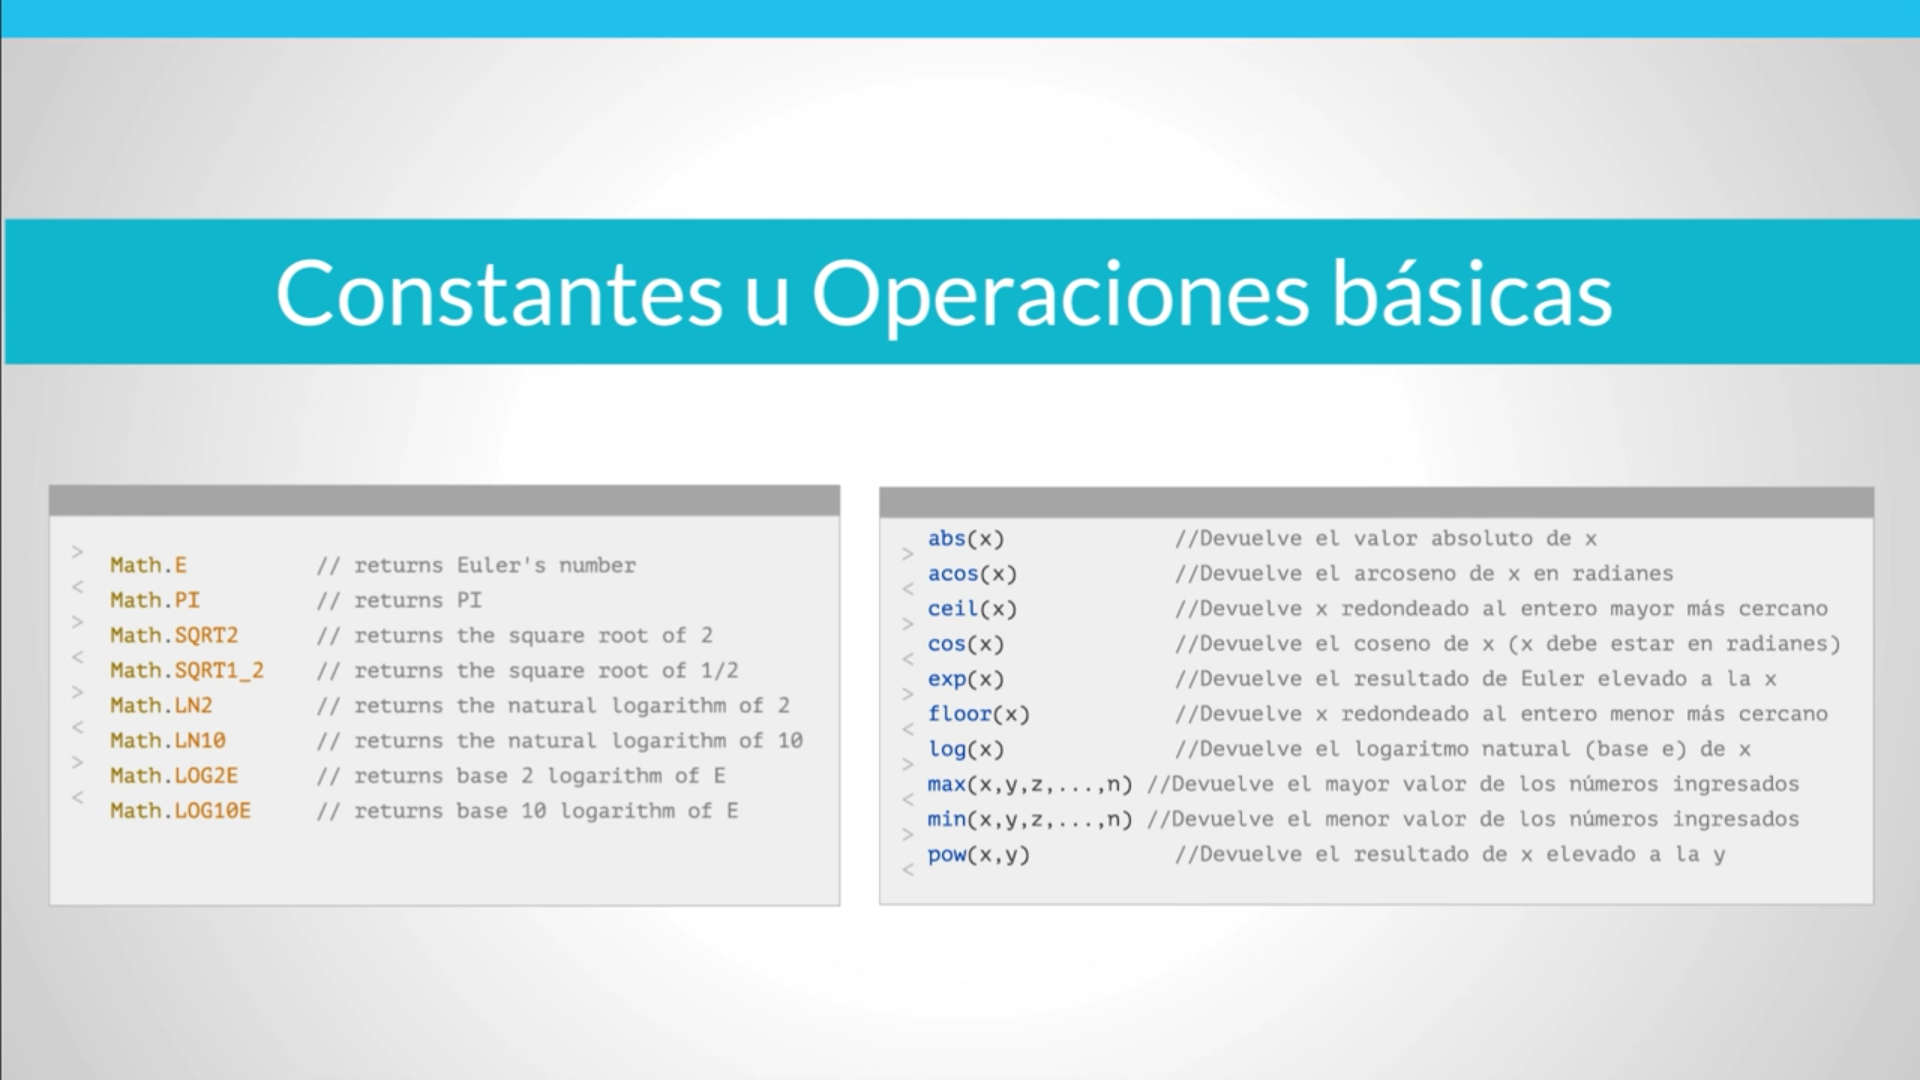 Constantes u Operaciones básicas
> Math.E // returns Euler's number
< Math.PI // returns PI
> Math.SQRT2 // returns the square root of 2
< Math.SQRT1_2 // returns the square root of 1/2
> Math.LN2 // returns the natural logarithm of 2
< Math.LN10 // returns the natural logarithm of 10
> Math.LOG2E // returns base 2 logarithm of E
< Math.LOG10E // returns base 10 logarithm of E
> abs(x) //Devuelve el valor absoluto de x
< acos(x) //Devuelve el arcoseno de x en radianes
> ceil(x) //Devuelve x redondeado al entero mayor más cercano
< cos(x) //Devuelve el coseno de x (x debe estar en radianes)
> exp(x) //Devuelve el resultado de Euler elevado a la x
< floor(x) //Devuelve x redondeado al entero menor más cercano
> log(x) //Devuelve el logaritmo natural (base e) de x
< max(x,y,z,...,n) //Devuelve el mayor valor de los números ingresados
> min(x,y,z,...,n) //Devuelve el menor valor de los números ingresados
< pow(x,y) //Devuelve el resultado de x elevado a la y